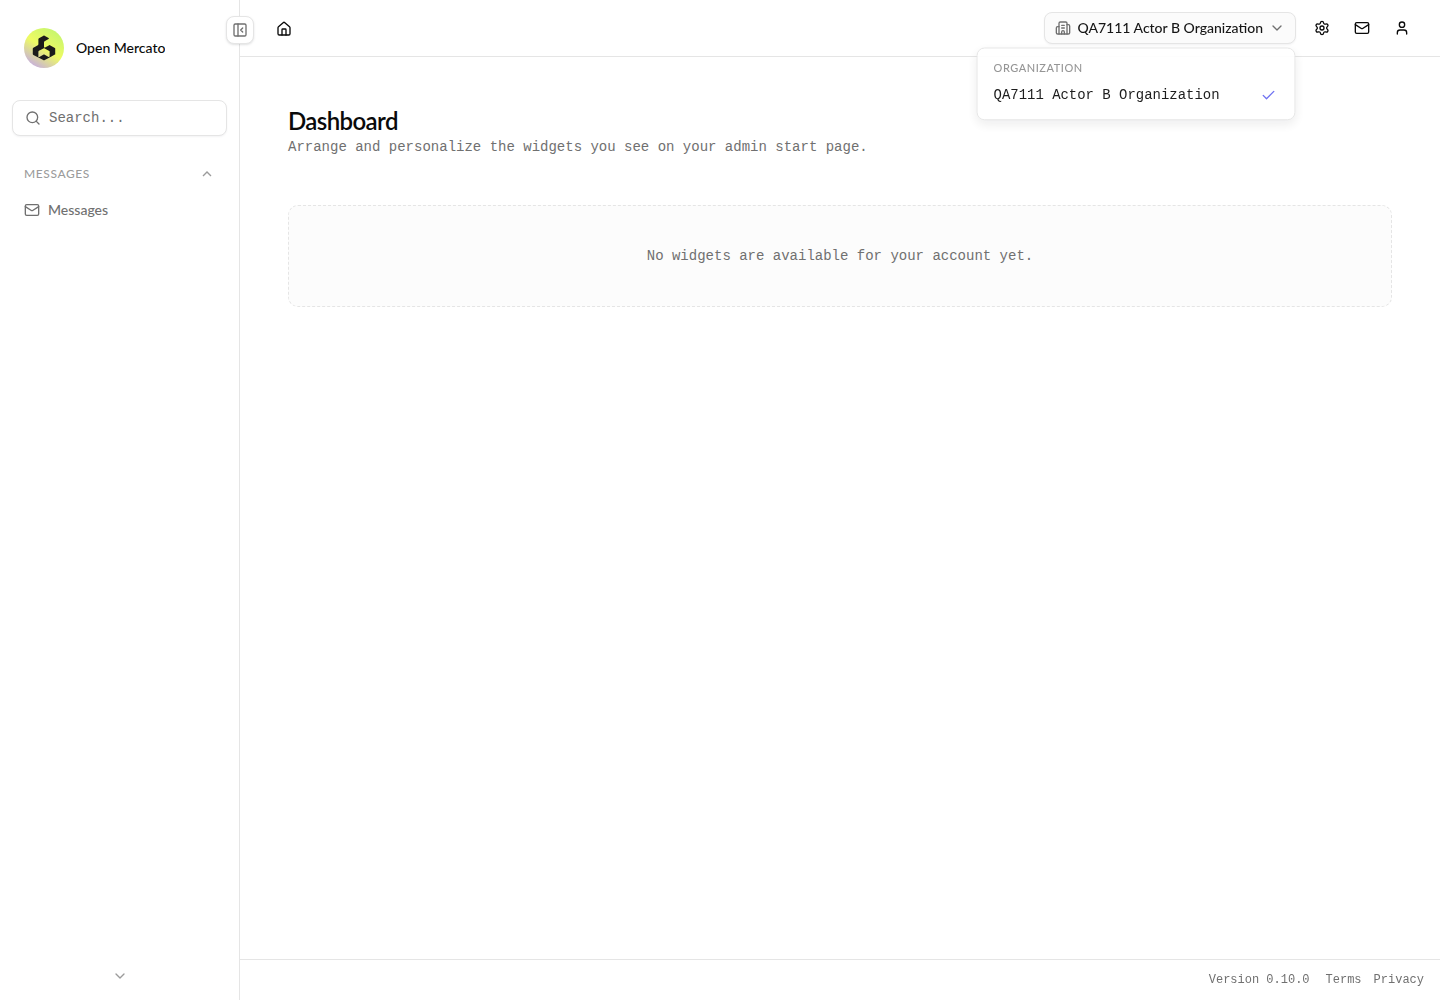 Open Mercato
Search...
MESSAGES
Messages
QA7111 Actor B Organization
ORGANIZATION
QA7111 Actor B Organization
Dashboard
Arrange and personalize the widgets you see on your admin start page.
No widgets are available for your account yet.
Version 0.10.0 Terms Privacy